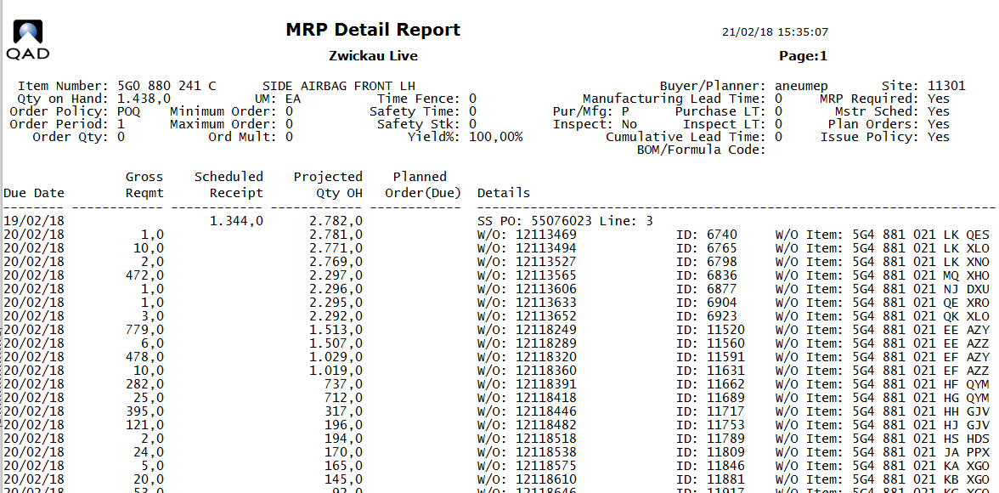 MRP Detail Report 21/02/18 15:35:07
QAD
Zwickau Live Page:1
Item Number: 5G0 880 241 C SIDE AIRBAG FRONT LH Buyer/Planner: aneumep Site: 11301
Qty on Hand: 1.438,0 UM: EA Time Fence: 0 Manufacturing Lead Time: 0 MRP Required: Yes
Order Policy: POQ Minimum Order: 0 Safety Time: 0 Pur/Mfg: P Purchase LT: 0 Mstr Sched: Yes
Order Period: 1 Maximum Order: 0 Safety Stk: 0 Inspect: No Inspect LT: 0 Plan Orders: Yes
Order Qty: 0 Ord Mult: 0 Yield%: 100,00% Cumulative Lead Time: 0 Issue Policy: Yes
BOM/Formula Code:
Gross Scheduled Projected Planned
Due Date Reqmt Receipt Qty OH Order(Due) Details
19/02/18 1.344,0 2.782,0 SS PO: 55076023 Line: 3
20/02/18 1,0 2.781,0 W/O: 12113469 ID: 6740 W/O Item: 5G4 881 021 LK QES
20/02/18 10,0 2.771,0 W/O: 12113494 ID: 6765 W/O Item: 5G4 881 021 LK XLO
20/02/18 2,0 2.769,0 W/O: 12113527 ID: 6798 W/O Item: 5G4 881 021 LK XNO
20/02/18 472,0 2.297,0 W/O: 12113565 ID: 6836 W/O Item: 5G4 881 021 MQ XHO
20/02/18 1,0 2.296,0 W/O: 12113606 ID: 6877 W/O Item: 5G4 881 021 NJ DXU
20/02/18 1,0 2.295,0 W/O: 12113633 ID: 6904 W/O Item: 5G4 881 021 QE XRO
20/02/18 3,0 2.292,0 W/O: 12113652 ID: 6923 W/O Item: 5G4 881 021 QK XLO
20/02/18 779,0 1.513,0 W/O: 12118249 ID: 11520 W/O Item: 5G4 881 021 EE AZY
20/02/18 6,0 1.507,0 W/O: 12118289 ID: 11560 W/O Item: 5G4 881 021 EE AZZ
20/02/18 478,0 1.029,0 W/O: 12118320 ID: 11591 W/O Item: 5G4 881 021 EF AZY
20/02/18 10,0 1.019,0 W/O: 12118360 ID: 11631 W/O Item: 5G4 881 021 EF AZZ
20/02/18 282,0 737,0 W/O: 12118391 ID: 11662 W/O Item: 5G4 881 021 HF QYM
20/02/18 25,0 712,0 W/O: 12118418 ID: 11689 W/O Item: 5G4 881 021 HG QYM
20/02/18 395,0 317,0 W/O: 12118446 ID: 11717 W/O Item: 5G4 881 021 HH GJV
20/02/18 121,0 196,0 W/O: 12118482 ID: 11753 W/O Item: 5G4 881 021 HJ GJV
20/02/18 2,0 194,0 W/O: 12118518 ID: 11789 W/O Item: 5G4 881 021 HS HDS
20/02/18 24,0 170,0 W/O: 12118538 ID: 11809 W/O Item: 5G4 881 021 JA PPX
20/02/18 5,0 165,0 W/O: 12118575 ID: 11846 W/O Item: 5G4 881 021 KA XGO
20/02/18 20,0 145,0 W/O: 12118610 ID: 11881 W/O Item: 5G4 881 021 KB XGO
20/02/18 53,0 92,0 W/O: 12118646 ID: 11917 W/O Item: 5G4 881 021 KC XGO